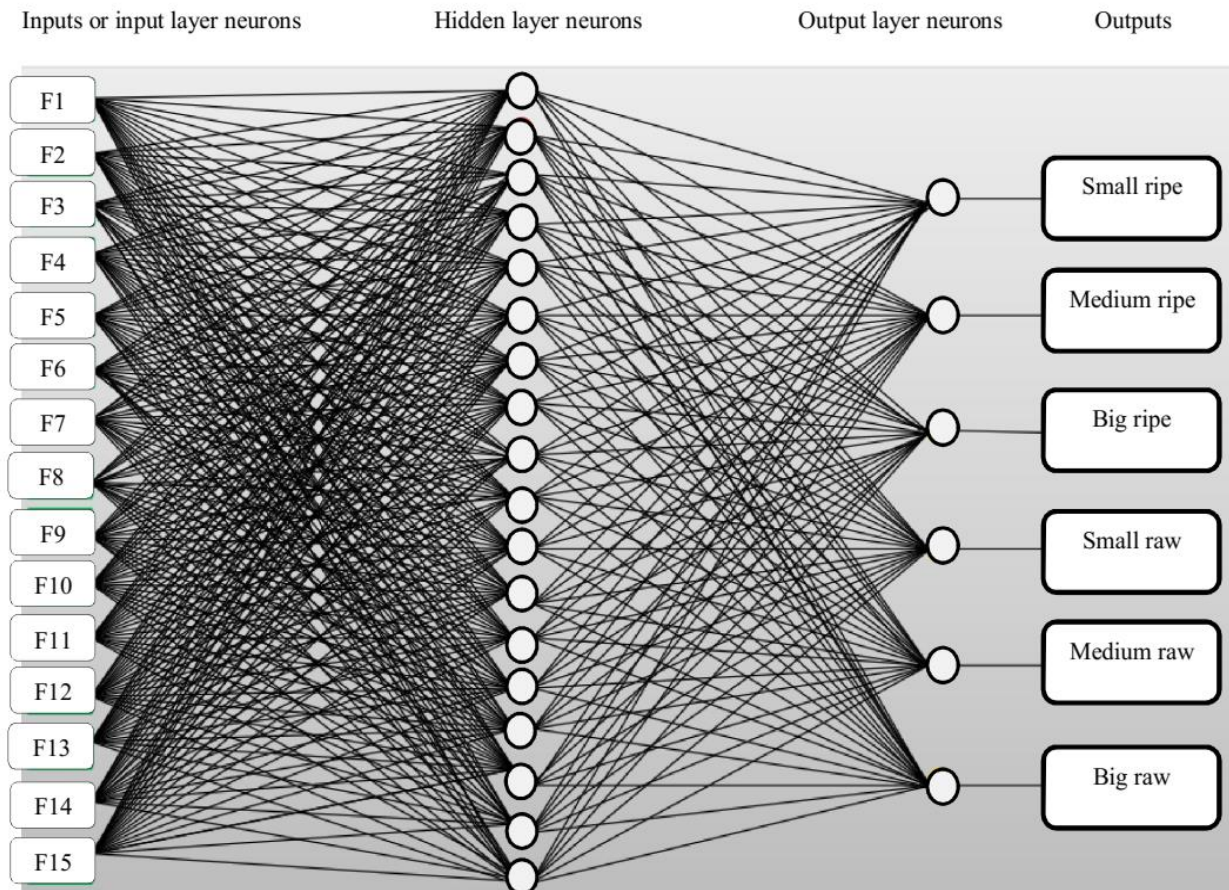 Inputs or input layer neurons
Hidden layer neurons
Output layer neurons
Outputs
F1
F2
F3
F4
F5
F6
F7
F8
F9
F10
F11
F12
F13
F14
F15
Small ripe
Medium ripe
Big ripe
Small raw
Medium raw
Big raw